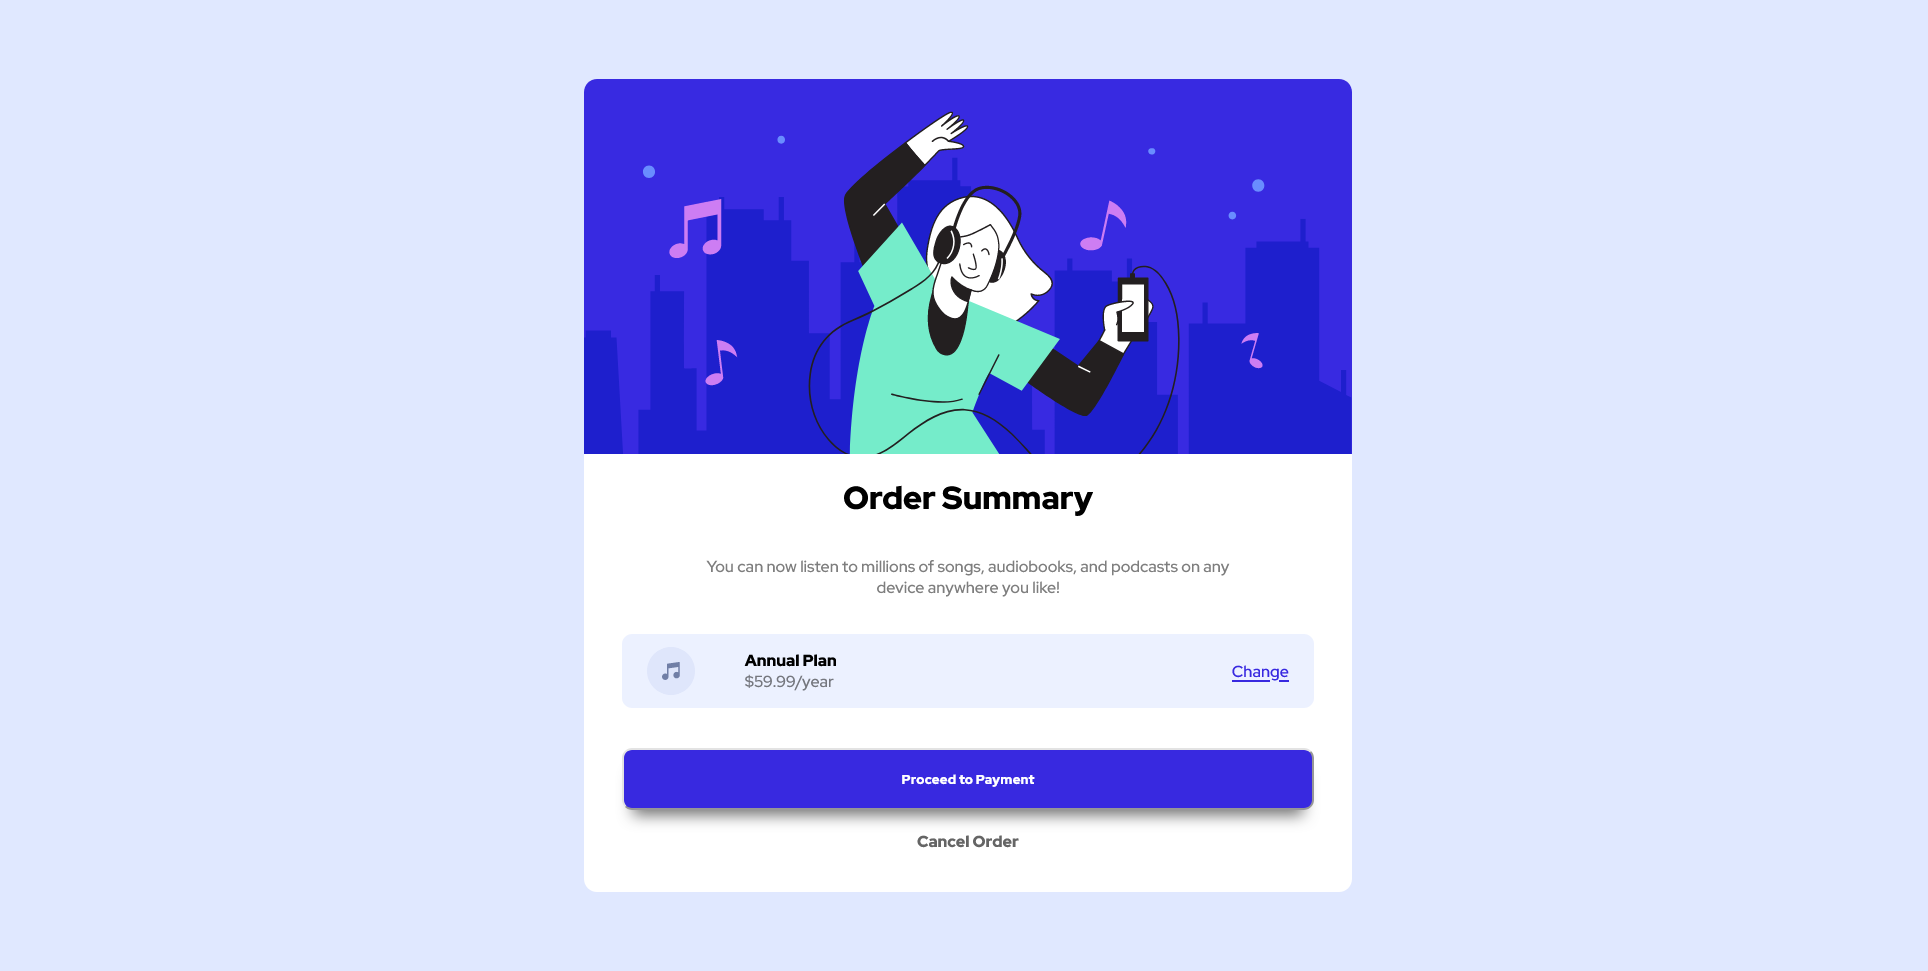 Order Summary
You can now listen to millions of songs, audiobooks, and podcasts on any
device anywhere you like!
Annual Plan
$59.99/year
Change
Proceed to Payment
Cancel Order